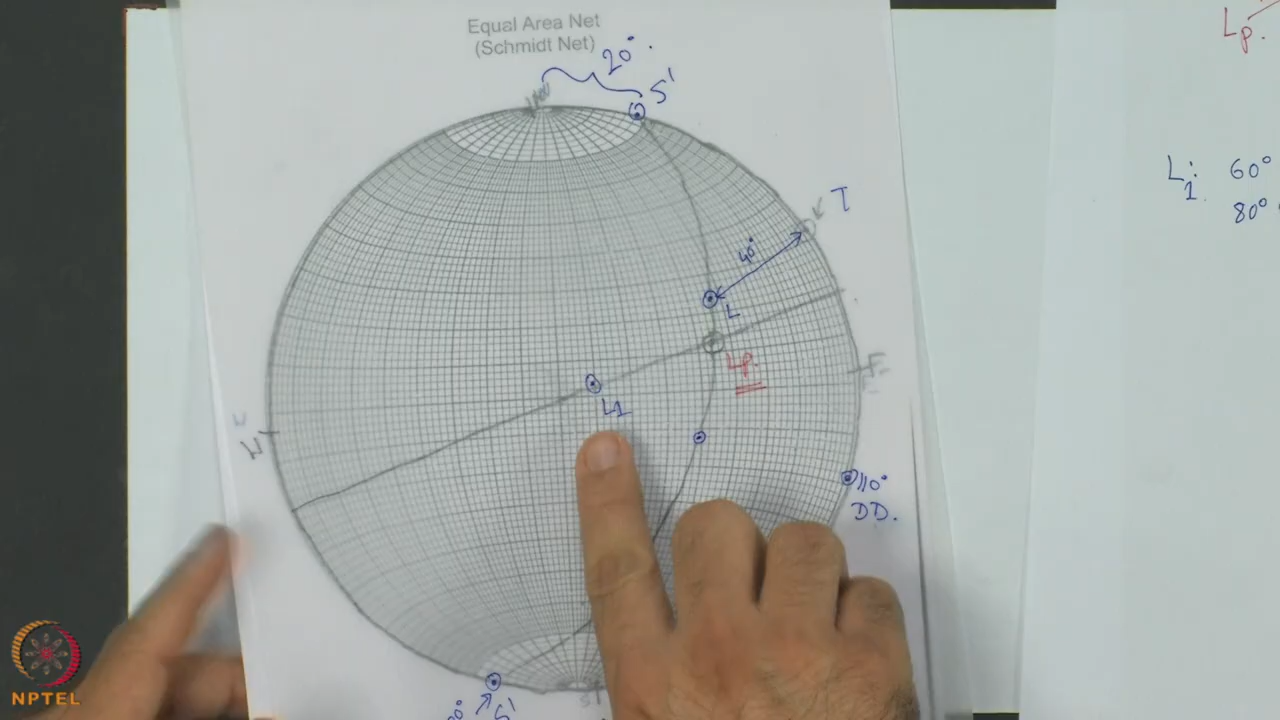 Equal Area Net
(Schmidt Net)
20°.
S'
T
40°
L
Lp.
L1
E
110°
DD.
S'
Lp.
L1: 60°
80°
NPTEL